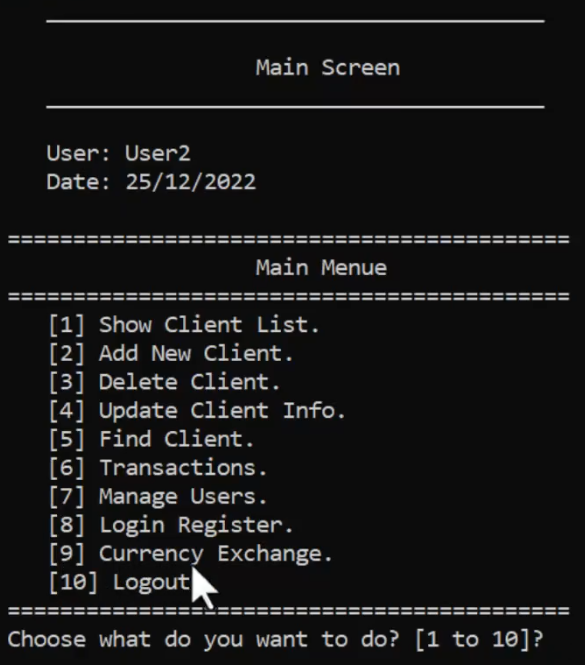 Main Screen
User: User2
Date: 25/12/2022
===========================================
Main Menue
===========================================
[1] Show Client List.
[2] Add New Client.
[3] Delete Client.
[4] Update Client Info.
[5] Find Client.
[6] Transactions.
[7] Manage Users.
[8] Login Register.
[9] Currency Exchange.
[10] Logout
===========================================
Choose what do you want to do? [1 to 10]?